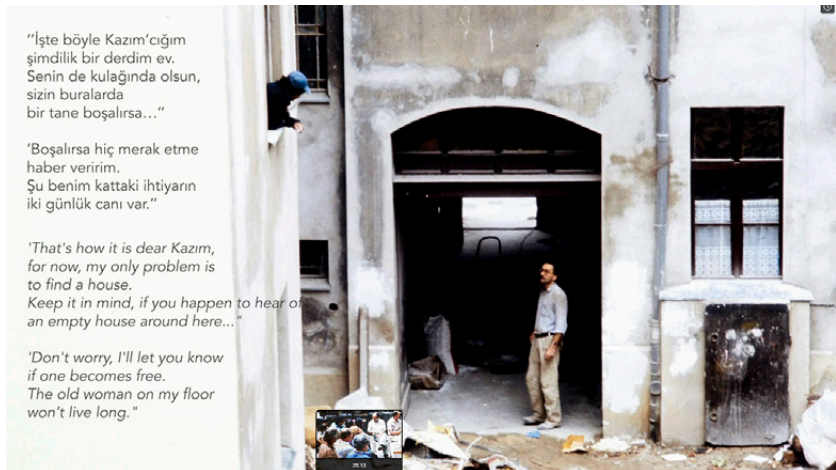 “İşte böyle Kazım’cığım
şimdilik bir derdim ev.
Senin de kulağında olsun,
sizin buralarda
bir tane boşalırsa...”
‘Boşalırsa hiç merak etme
haber veririm.
Şu benim kattaki ihtiyarın
iki günlük canı var.”
'That's how it is dear Kazım,
for now, my only problem is
to find a house.
Keep it in mind, if you happen to hear of
an empty house around here..."
'Don't worry, I'll let you know
if one becomes free.
The old woman on my floor
won't live long."